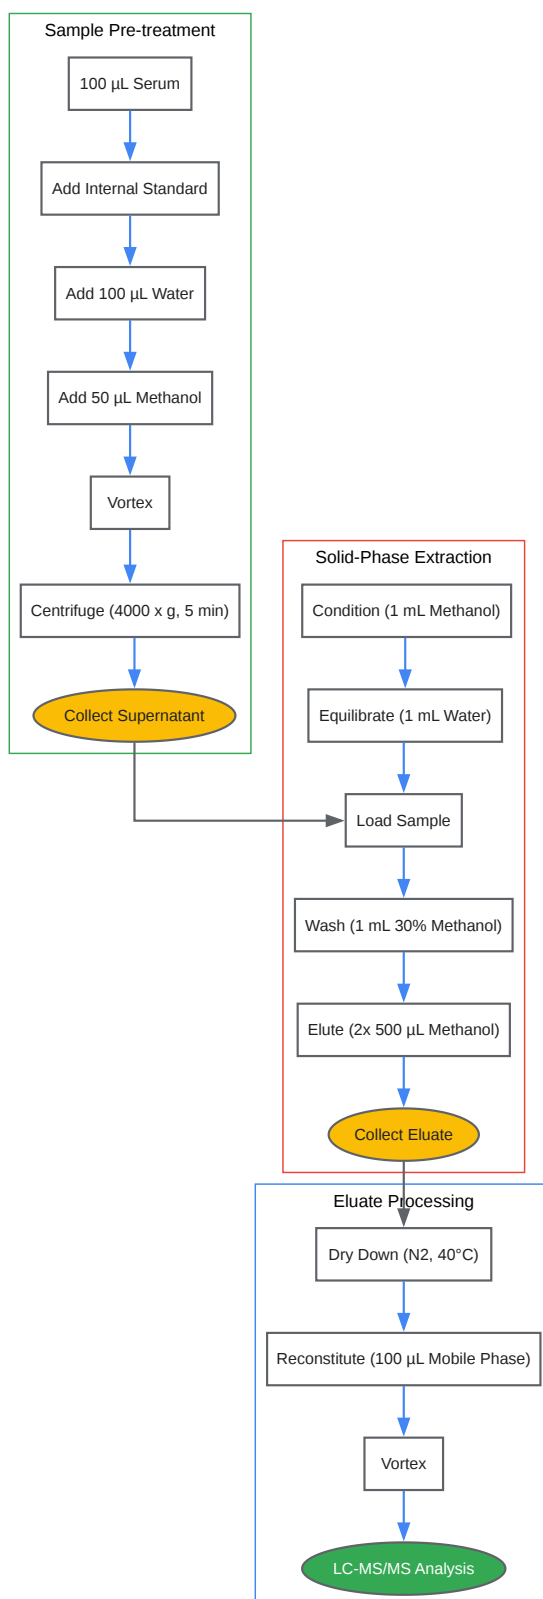 Sample Pre-treatment
100 µL Serum
Add Internal Standard
Add 100 µL Water
Add 50 µL Methanol
Vortex
Centrifuge (4000 x g, 5 min)
Collect Supernatant
Solid-Phase Extraction
Condition (1 mL Methanol)
Equilibrate (1 mL Water)
Load Sample
Wash (1 mL 30% Methanol)
Elute (2x 500 µL Methanol)
Collect Eluate
Eluate Processing
Dry Down (N2, 40°C)
Reconstitute (100 µL Mobile Phase)
Vortex
LC-MS/MS Analysis